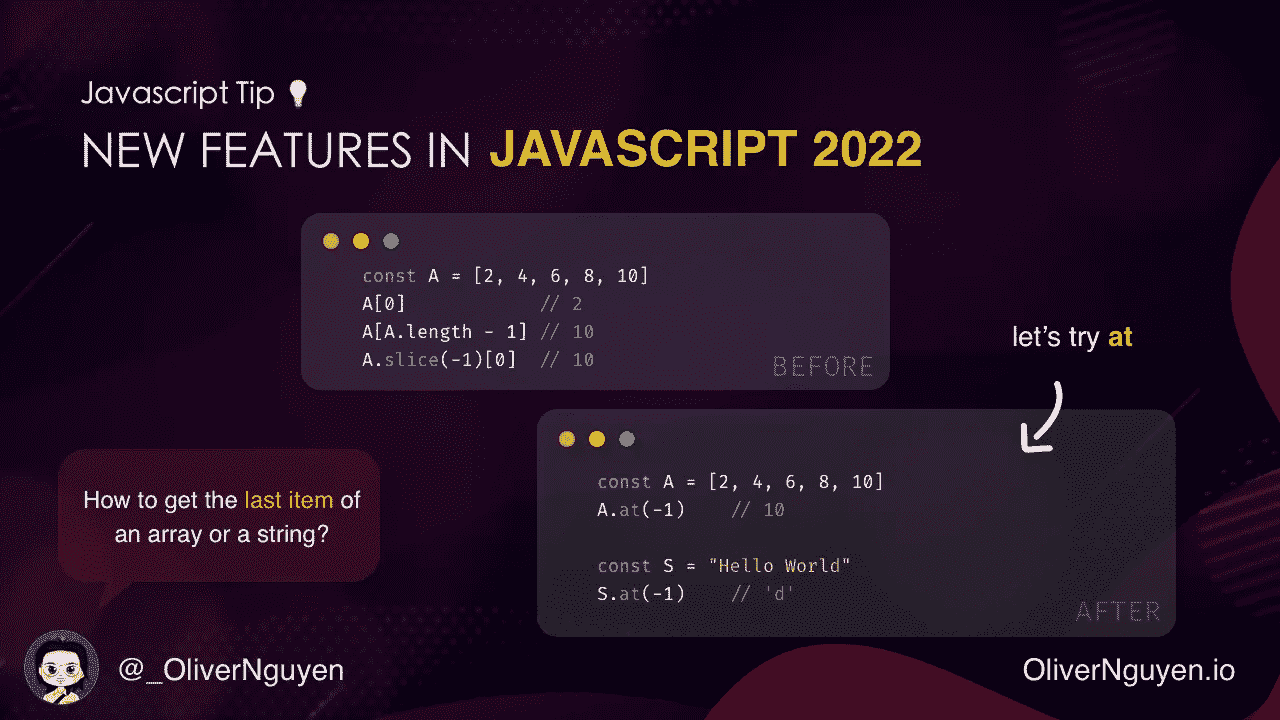 Javascript Tip
NEW FEATURES IN JAVASCRIPT 2022
const A = [2, 4, 6, 8, 10]
A[0] // 2
A[A.length - 1] // 10
A.slice(-1)[0] // 10
BEFORE
let's try at
const A = [2, 4, 6, 8, 10]
A.at(-1) // 10
const S = "Hello World"
S.at(-1) // 'd'
AFTER
How to get the last item of
an array or a string?
@_OliverNguyen
OliverNguyen.io